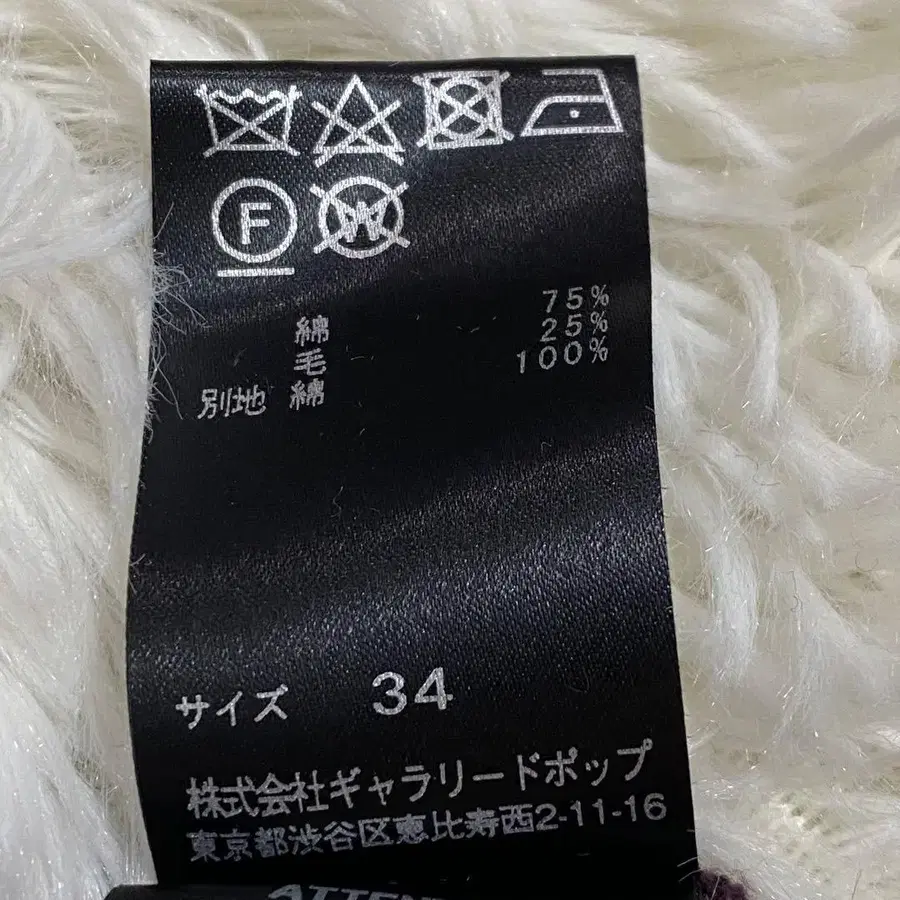 F W
綿 75%
毛 25%
別地 綿 100%
サイズ 34
株式会社ギャラリードポップ
東京都渋谷区恵比寿西2-11-16